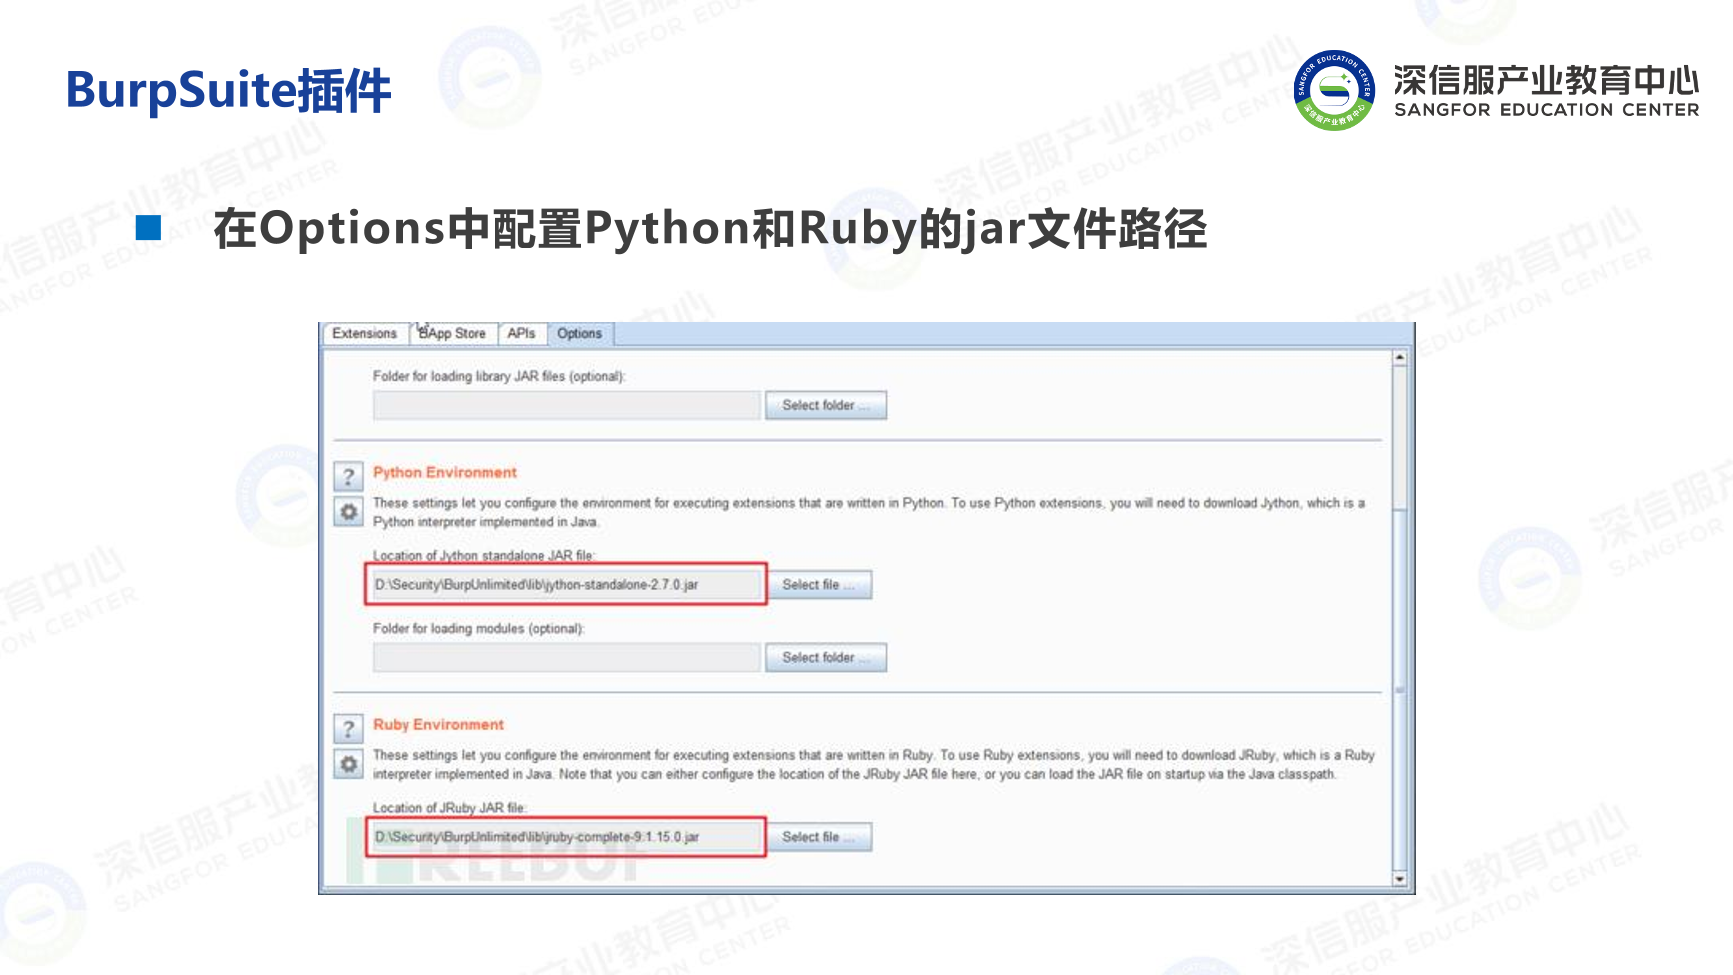 BurpSuite插件
深信服产业教育中心
SANGFOR EDUCATION CENTER
在Options中配置Python和Ruby的jar文件路径
Extensions BApp Store APIs Options
Folder for loading library JAR files (optional):
Select folder ...
Python Environment
These settings let you configure the environment for executing extensions that are written in Python. To use Python extensions, you will need to download Jython, which is a
Python interpreter implemented in Java.
Location of Jython standalone JAR file:
D:\Security\BurpUnlimited\lib\jython-standalone-2.7.0.jar Select file ...
Folder for loading modules (optional):
Select folder ...
Ruby Environment
These settings let you configure the environment for executing extensions that are written in Ruby. To use Ruby extensions, you will need to download JRuby, which is a Ruby
interpreter implemented in Java. Note that you can either configure the location of the JRuby JAR file here, or you can load the JAR file on startup via the Java classpath.
Location of JRuby JAR file:
D:\Security\BurpUnlimited\lib\jruby-complete-9.1.15.0.jar Select file ...
FREEBUF